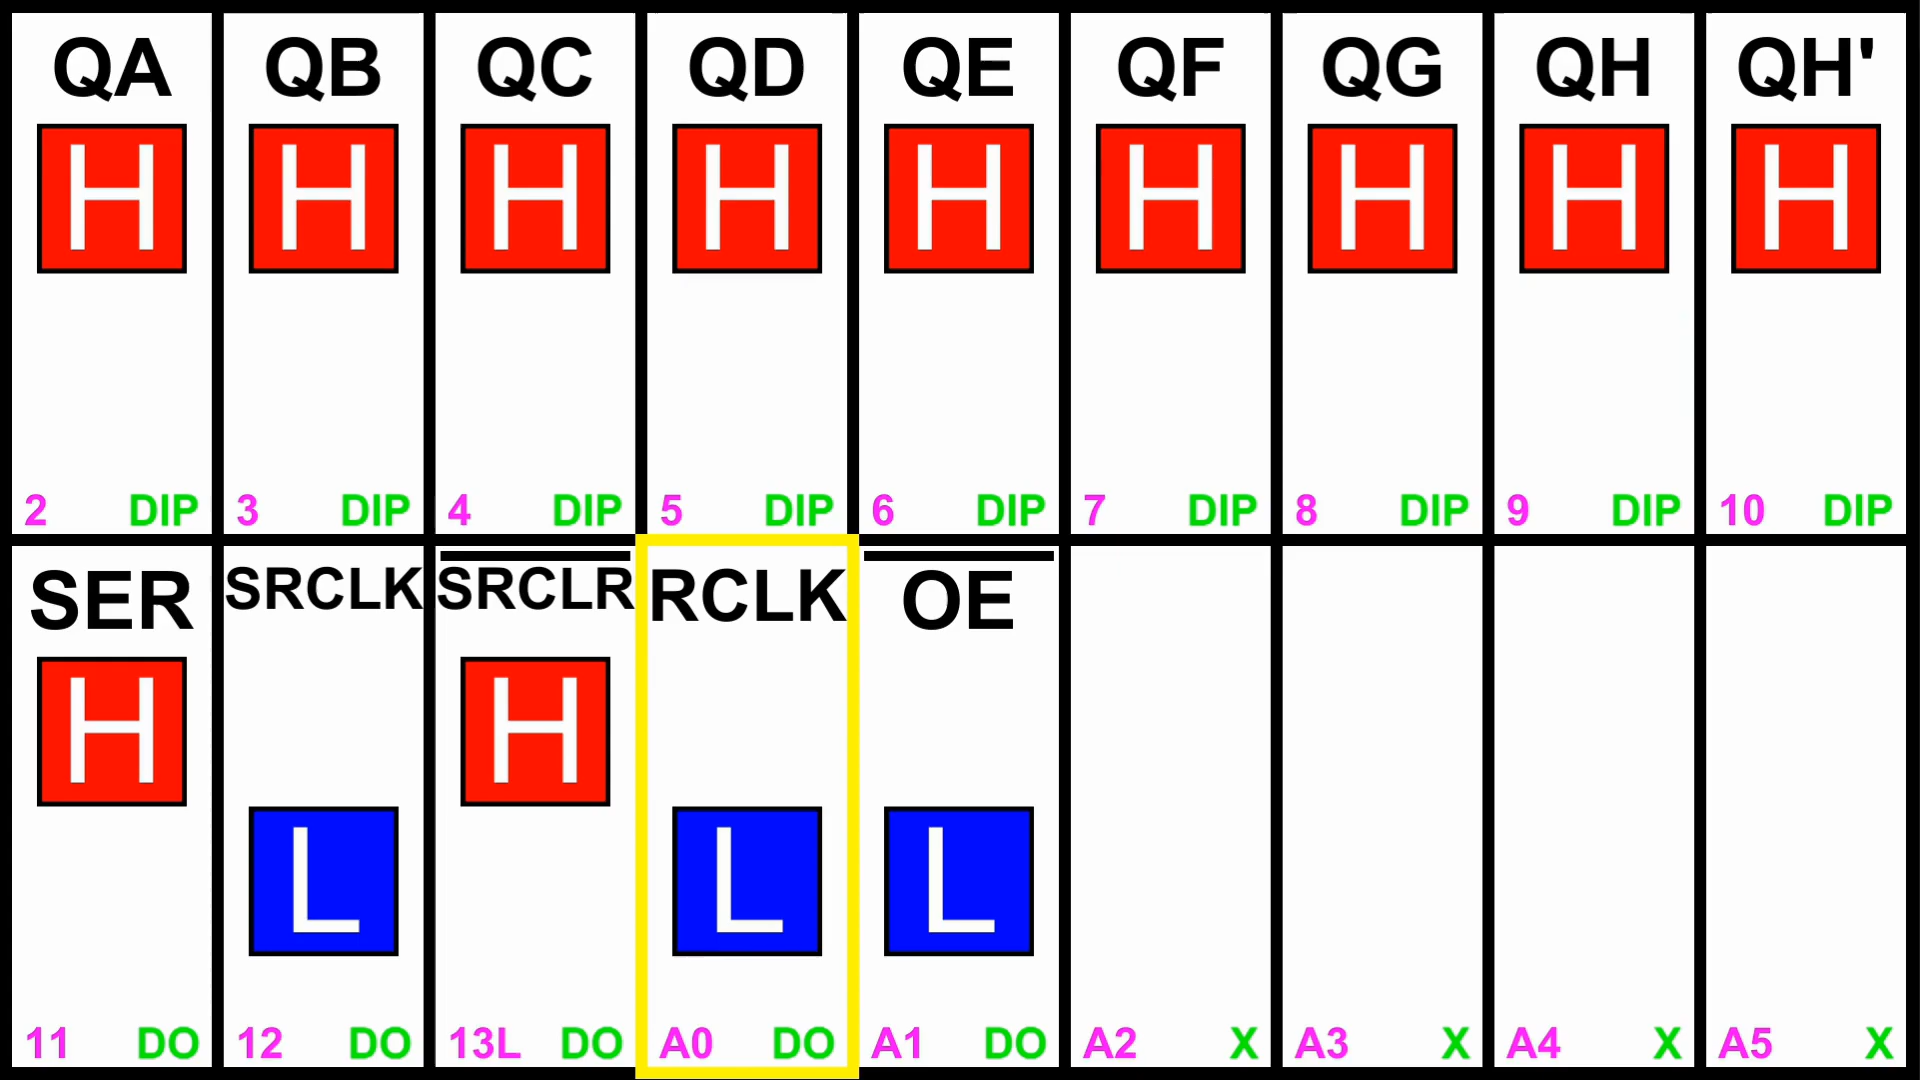 QA QB QC QD QE QF QG QH QH'
H H H H H H H H H
2 DIP 3 DIP 4 DIP 5 DIP 6 DIP 7 DIP 8 DIP 9 DIP 10 DIP
SER SRCLK SRCLR RCLK OE
H H
L L L
11 DO 12 DO 13L DO A0 DO A1 DO A2 X A3 X A4 X A5 X